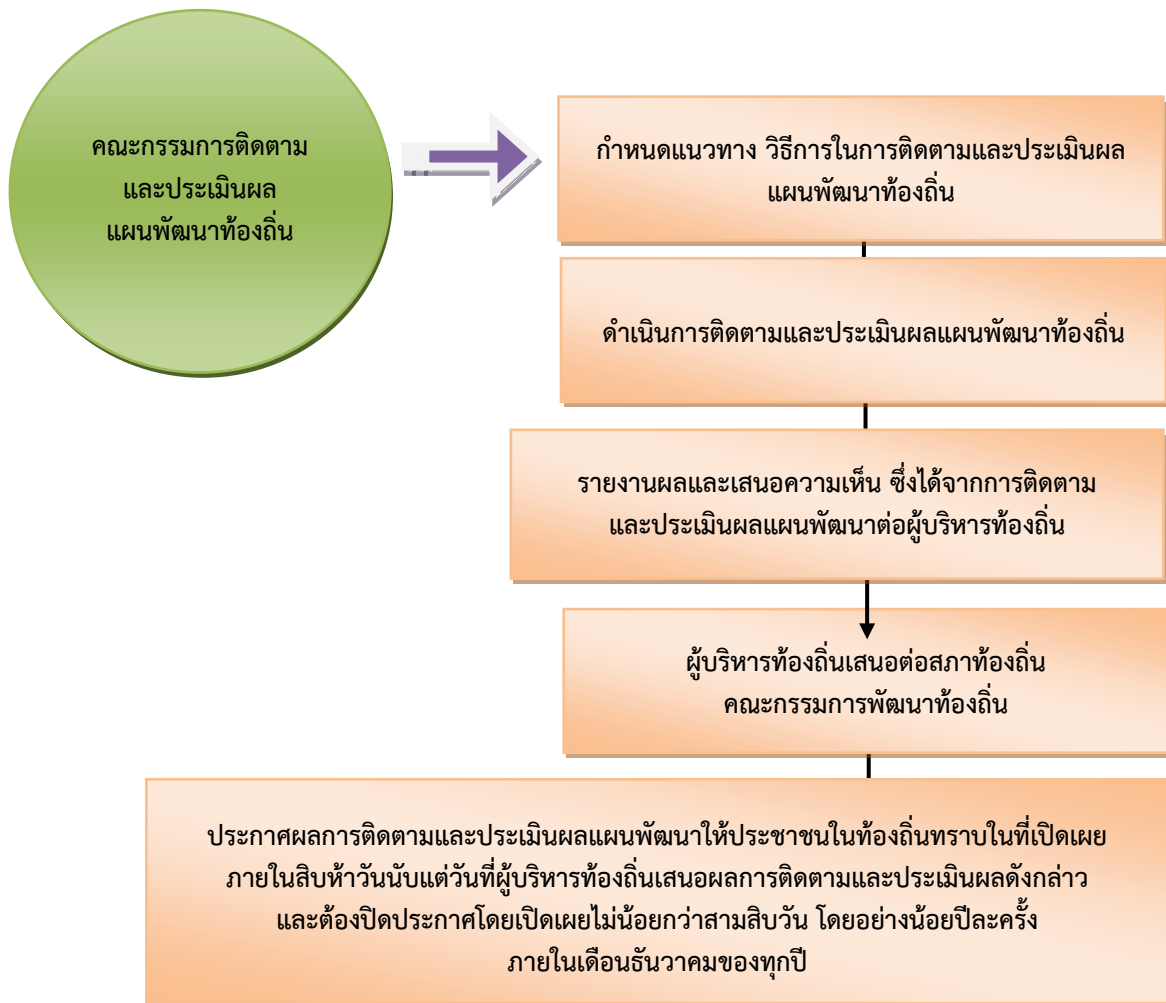 คณะกรรมการติดตาม
และประเมินผล
แผนพัฒนาท้องถิ่น
กำหนดแนวทาง วิธีการในการติดตามและประเมินผล
แผนพัฒนาท้องถิ่น
ดำเนินการติดตามและประเมินผลแผนพัฒนาท้องถิ่น
รายงานผลและเสนอความเห็น ซึ่งได้จากการติดตาม
และประเมินผลแผนพัฒนาต่อผู้บริหารท้องถิ่น
ผู้บริหารท้องถิ่นเสนอต่อสภาท้องถิ่น
คณะกรรมการพัฒนาท้องถิ่น
ประกาศผลการติดตามและประเมินผลแผนพัฒนาให้ประชาชนในท้องถิ่นทราบในที่เปิดเผย
ภายในสิบห้าวันนับแต่วันที่ผู้บริหารท้องถิ่นเสนอผลการติดตามและประเมินผลดังกล่าว
และต้องปิดประกาศโดยเปิดเผยไม่น้อยกว่าสามสิบวัน โดยอย่างน้อยปีละครั้ง
ภายในเดือนธันวาคมของทุกปี